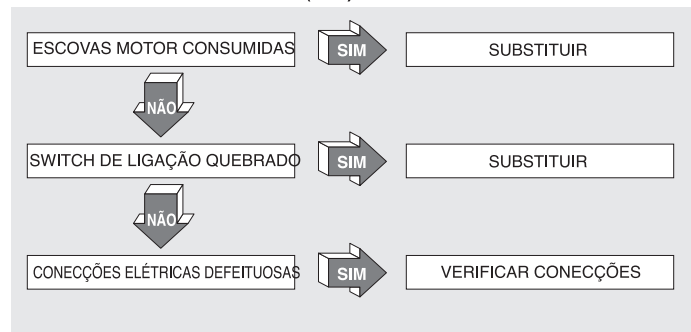 ESCOVAS MOTOR CONSUMIDAS SIM SUBSTITUIR
NÃO
SWITCH DE LIGAÇÃO QUEBRADO SIM SUBSTITUIR
NÃO
CONECÇÕES ELÉTRICAS DEFEITUOSAS SIM VERIFICAR CONECÇÕES